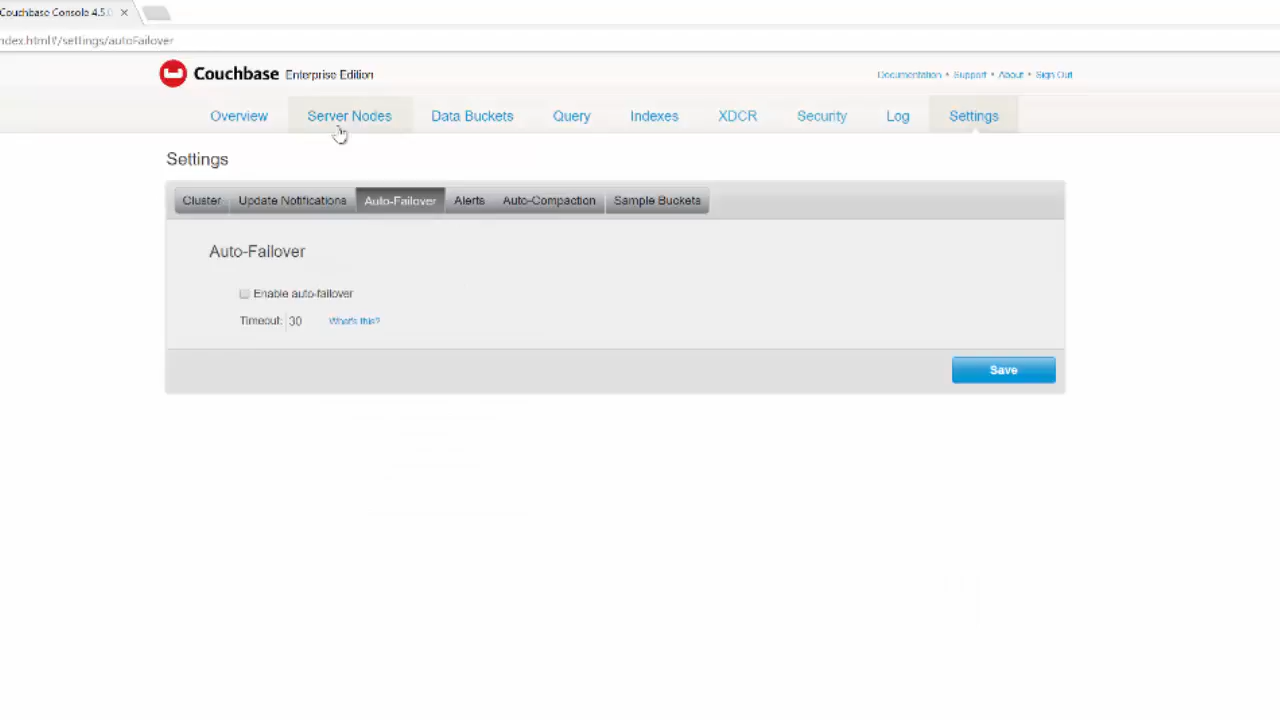 Couchbase Console 4.5.0 ×
ndex.html#/settings/autoFailover
Couchbase Enterprise Edition
Documentation • Support • About • Sign Out
Overview Server Nodes Data Buckets Query Indexes XDCR Security Log Settings
Settings
Cluster Update Notifications Auto-Failover Alerts Auto-Compaction Sample Buckets
Auto-Failover
Enable auto-failover
Timeout: 30 What's this?
Save